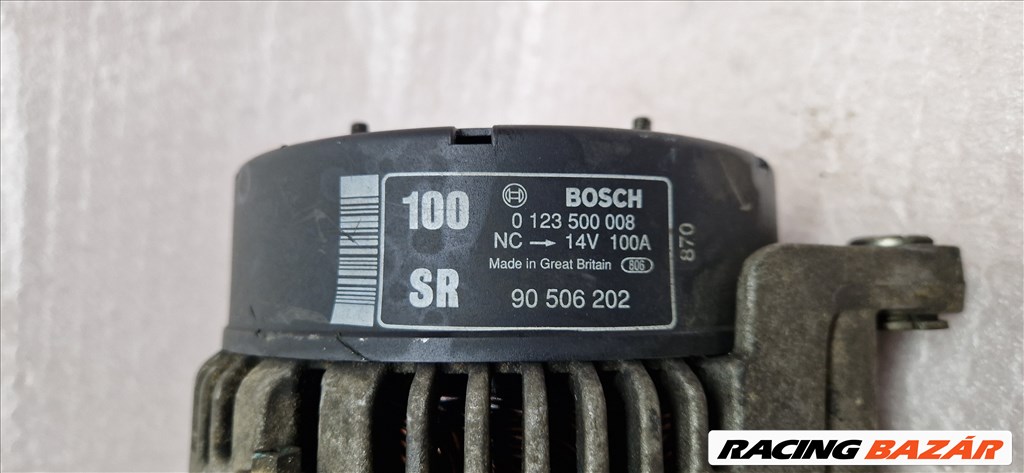 100
BOSCH
0 123 500 008
NC → 14V 100A
Made in Great Britain 806
SR
90 506 202
870
RACING BAZÁR